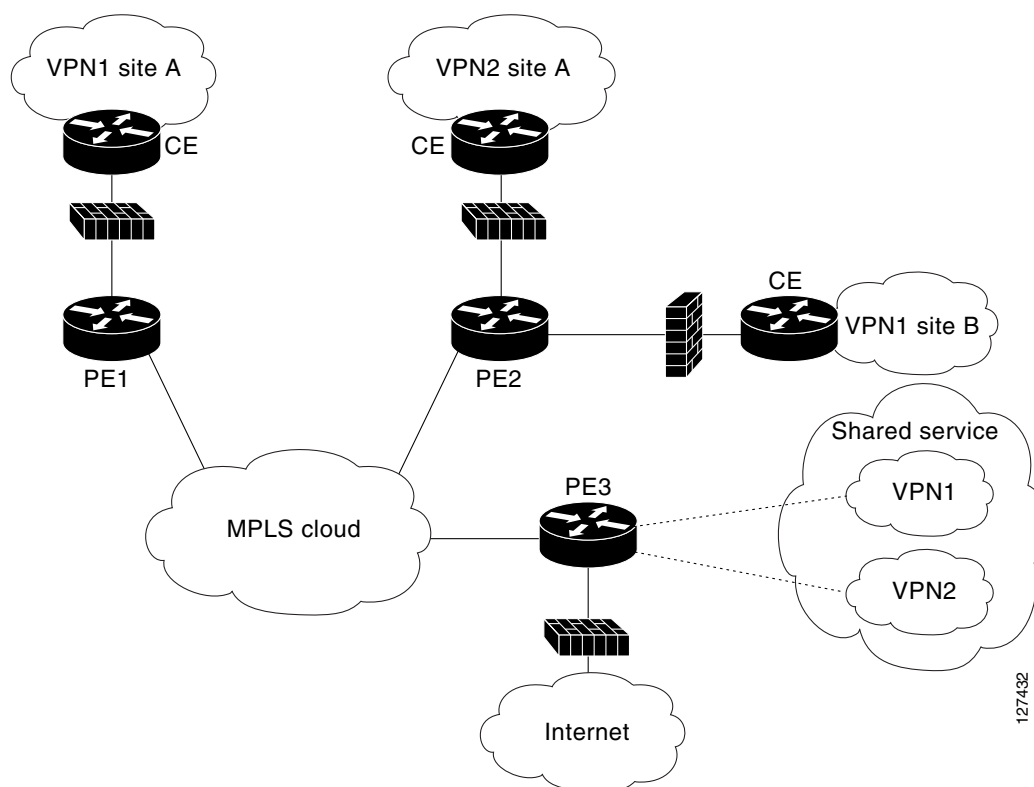 VPN1 site A
VPN2 site A
CE
CE
CE
VPN1 site B
PE1
PE2
Shared service
VPN1
PE3
MPLS cloud
VPN2
Internet
127432